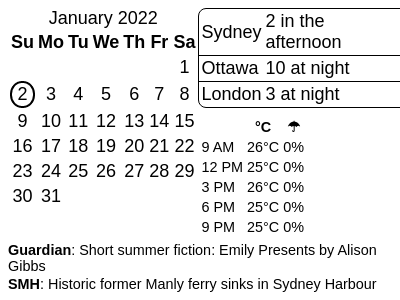 January 2022
Su Mo Tu We Th Fr Sa
1
2 3 4 5 6 7 8
9 10 11 12 13 14 15
16 17 18 19 20 21 22
23 24 25 26 27 28 29
30 31
Sydney 2 in the
afternoon
Ottawa 10 at night
London 3 at night
°C ☂
9 AM 26°C 0%
12 PM 25°C 0%
3 PM 26°C 0%
6 PM 25°C 0%
9 PM 25°C 0%
Guardian: Short summer fiction: Emily Presents by Alison
Gibbs
SMH: Historic former Manly ferry sinks in Sydney Harbour